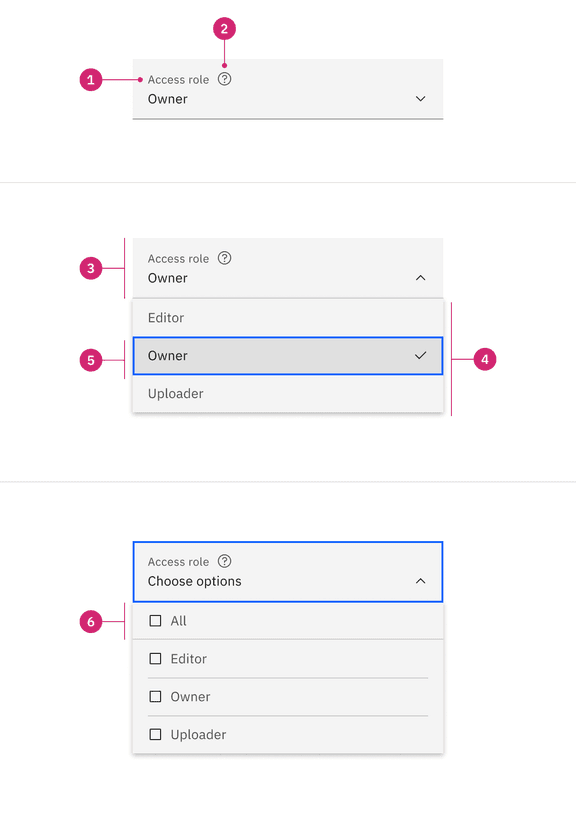 2
1
Access role ?
Owner
3
Access role ?
Owner
Editor
5
Owner
4
Uploader
Access role ?
Choose options
6
All
Editor
Owner
Uploader